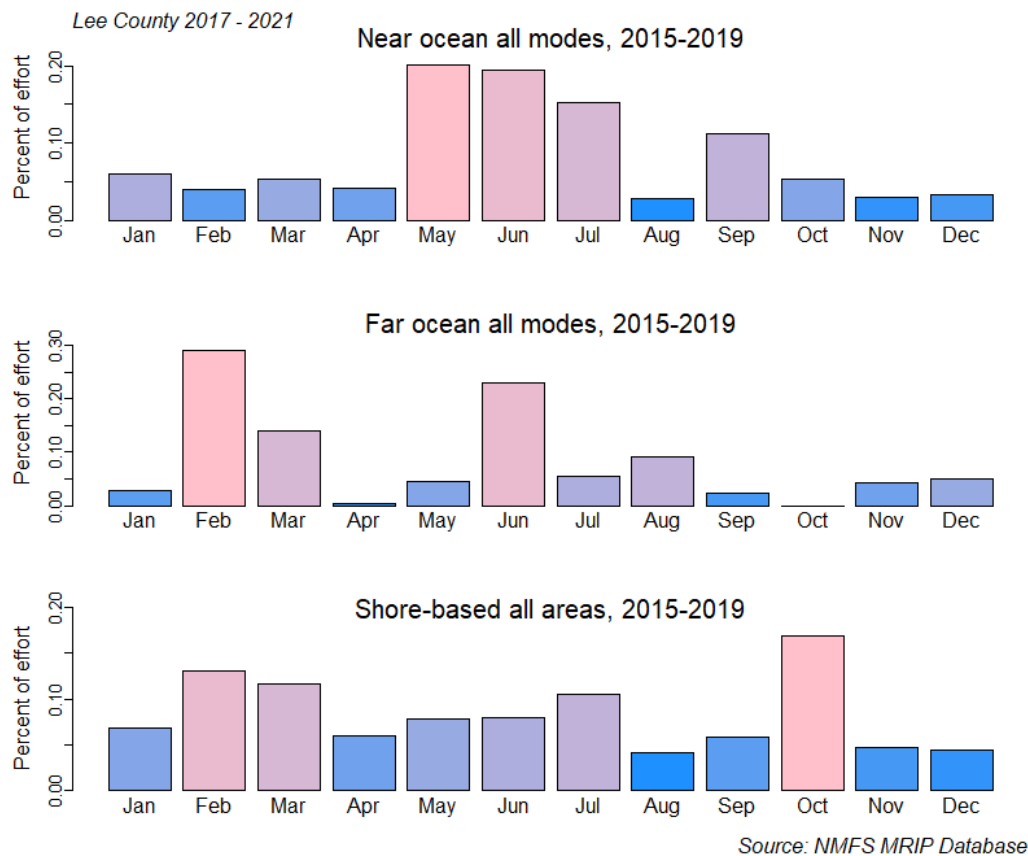 Lee County 2017 - 2021
Near ocean all modes, 2015-2019
Percent of effort
0.00 0.10 0.20
Jan Feb Mar Apr May Jun Jul Aug Sep Oct Nov Dec
Far ocean all modes, 2015-2019
Percent of effort
0.00 0.10 0.20 0.30
Jan Feb Mar Apr May Jun Jul Aug Sep Oct Nov Dec
Shore-based all areas, 2015-2019
Percent of effort
0.00 0.10 0.20
Jan Feb Mar Apr May Jun Jul Aug Sep Oct Nov Dec
Source: NMFS MRIP Database